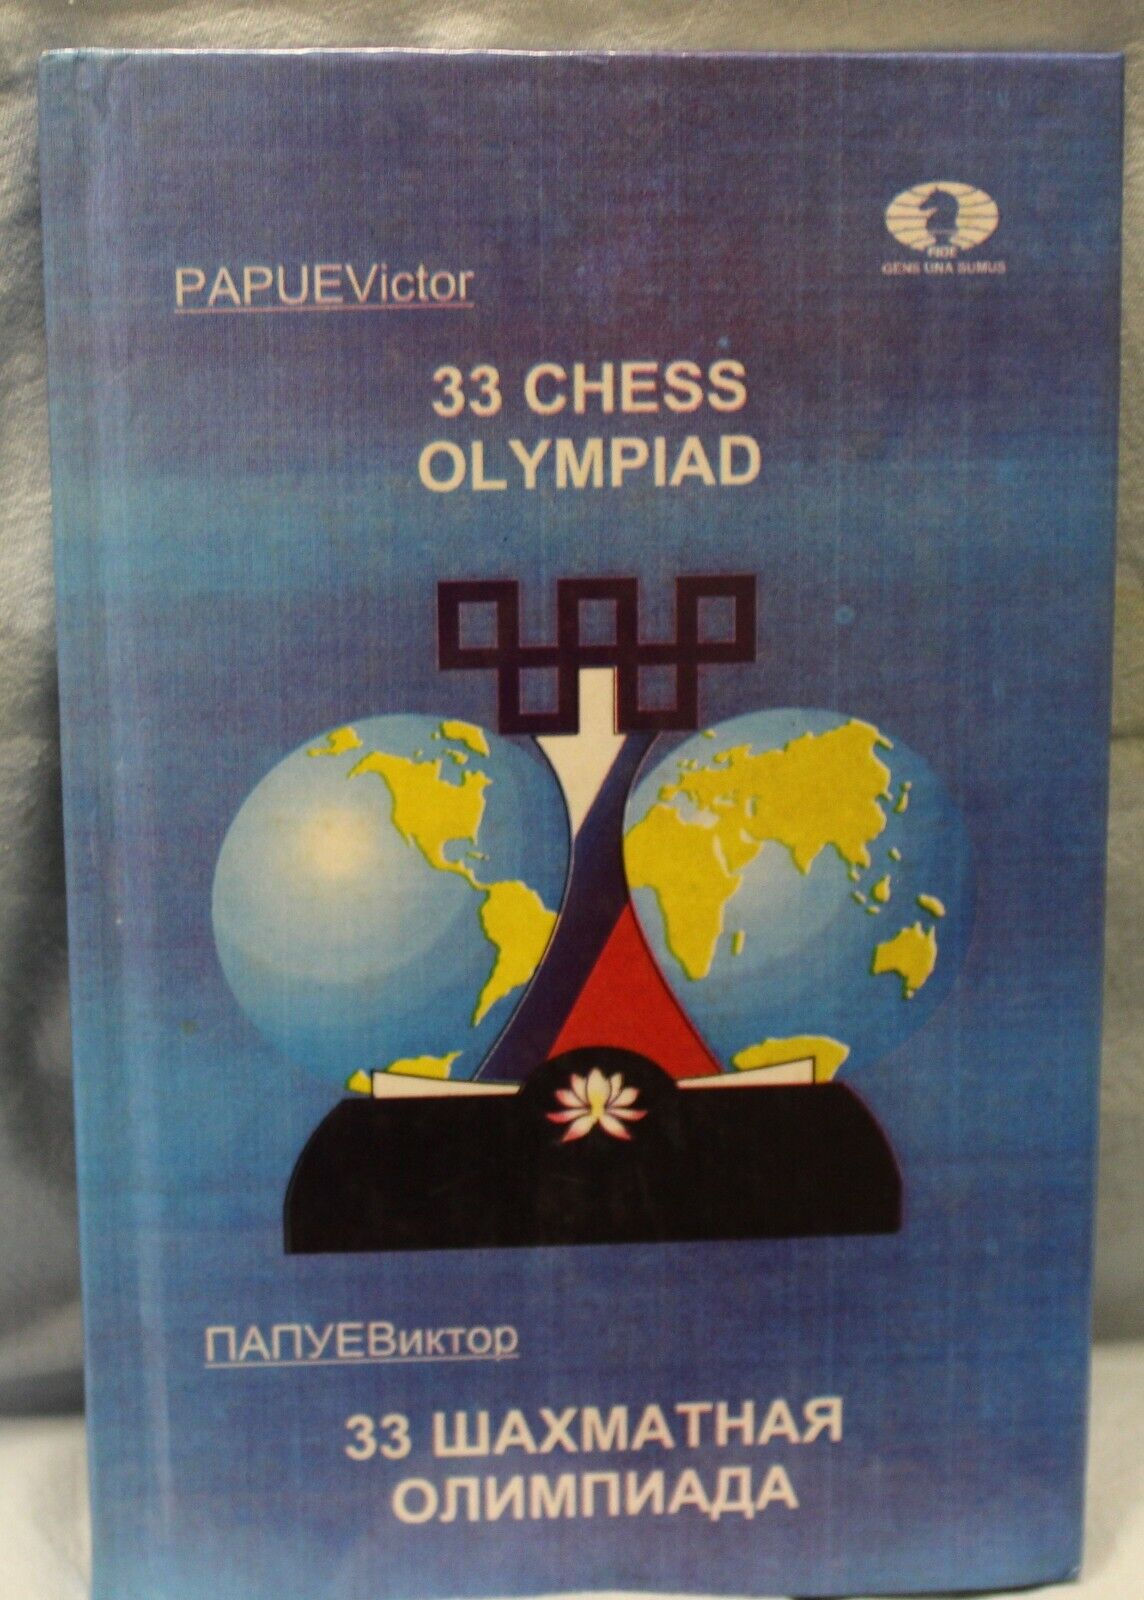 PAPUEVictor
FIDE
GENS UNA SUMUS
33 CHESS
OLYMPIAD
ПАПУЕВиктор
33 ШАХМАТНАЯ
ОЛИМПИАДА